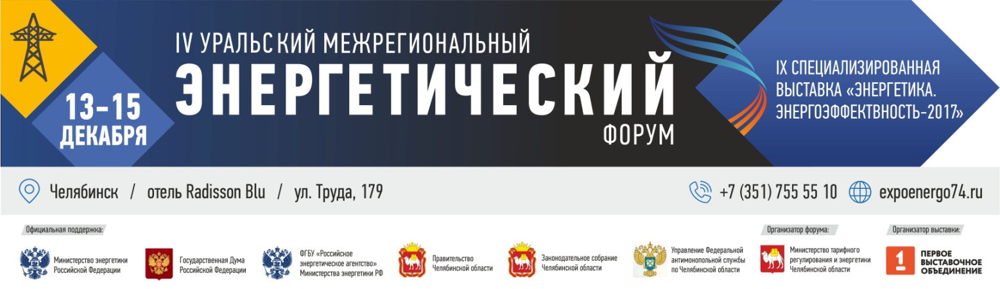 IV УРАЛЬСКИЙ МЕЖРЕГИОНАЛЬНЫЙ
ЭНЕРГЕТИЧЕСКИЙ
ФОРУМ
13-15
ДЕКАБРЯ
IX СПЕЦИАЛИЗИРОВАННАЯ
ВЫСТАВКА «ЭНЕРГЕТИКА.
ЭНЕРГОЭФФЕКТВНОСТЬ-2017»
Челябинск / отель Radisson Blu / ул. Труда, 179
+7 (351) 755 55 10
expoenergo74.ru
Официальная поддержка:
Министерство энергетики
Российской Федерации
Государственная Дума
Российской Федерации
ФГБУ «Российское
энергетическое агентство»
Министерства энергетики РФ
Правительство
Челябинской области
Законодательное собрание
Челябинской области
Управление Федеральной
антимонопольной службы
по Челябинской области
Организатор форума:
Министерство тарифного
регулирования и энергетики
Челябинской области
Организатор выставки:
1
ПЕРВОЕ
ВЫСТАВОЧНОЕ
ОБЪЕДИНЕНИЕ